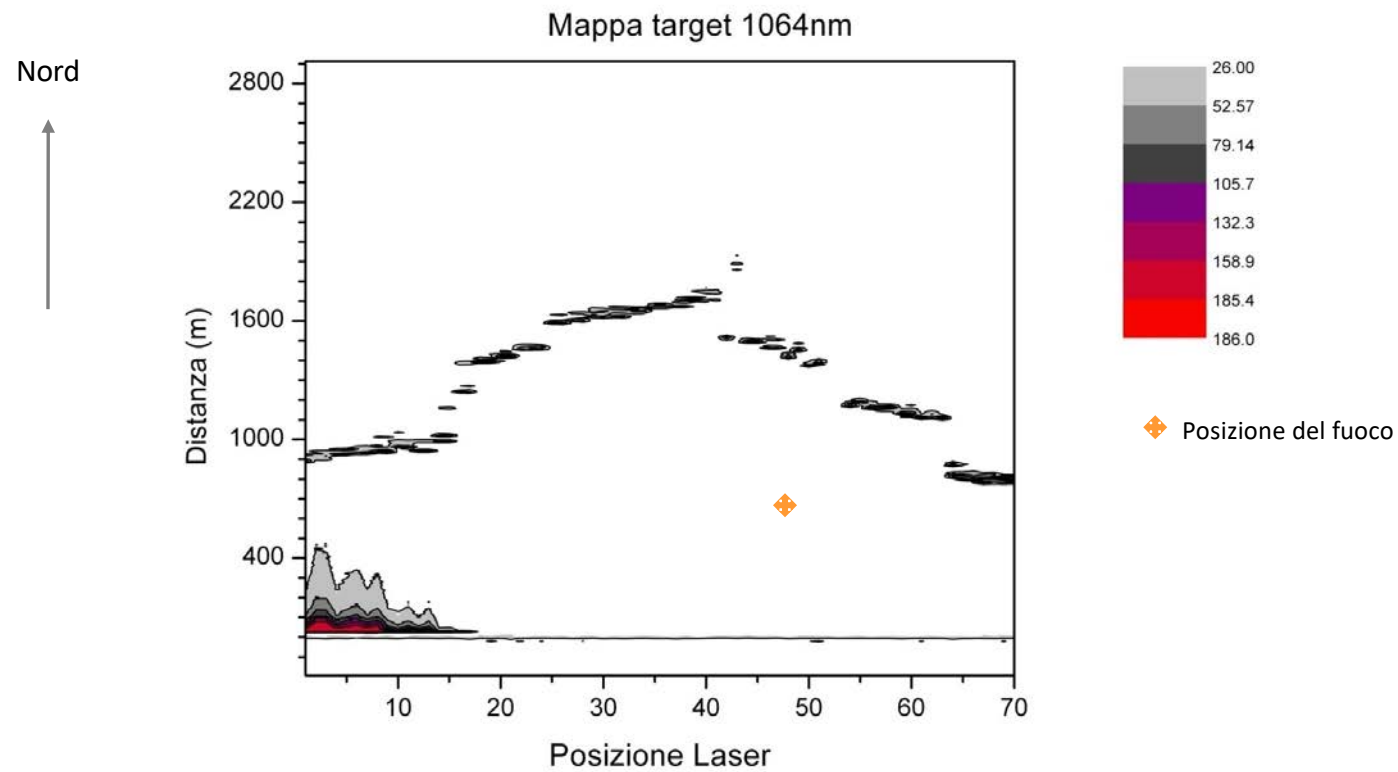 Mappa target 1064nm
Nord
2800
2200
1600
1000
400
Distanza (m)
10 20 30 40 50 60 70
Posizione Laser
26.00
52.57
79.14
105.7
132.3
158.9
185.4
186.0
Posizione del fuoco